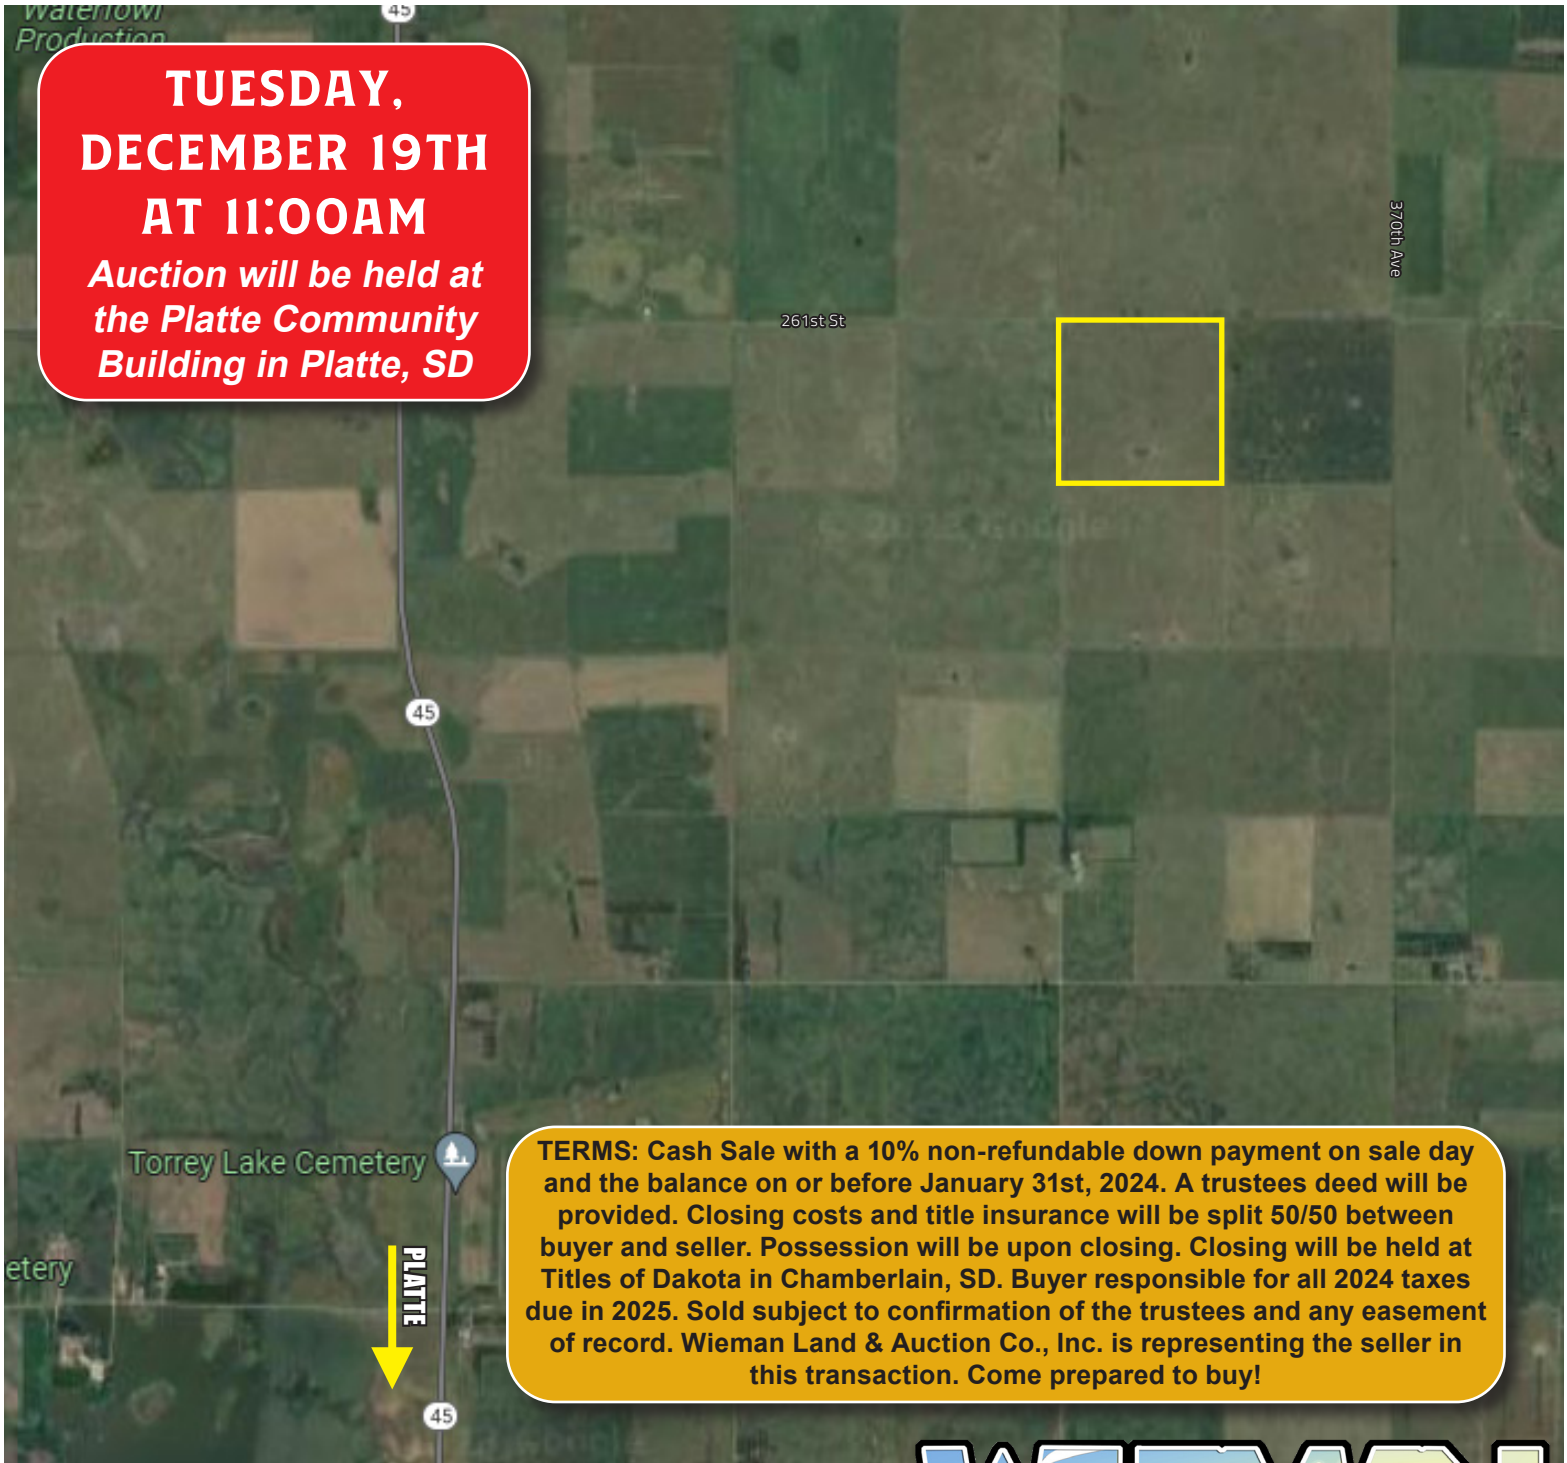 Waterfowl
Production
45
TUESDAY,
DECEMBER 19TH
AT 11:00AM
Auction will be held at
the Platte Community
Building in Platte, SD
370th Ave
261st St
Google
45
Torrey Lake Cemetery
etery
PLATTE
45
TERMS: Cash Sale with a 10% non-refundable down payment on sale day
and the balance on or before January 31st, 2024. A trustees deed will be
provided. Closing costs and title insurance will be split 50/50 between
buyer and seller. Possession will be upon closing. Closing will be held at
Titles of Dakota in Chamberlain, SD. Buyer responsible for all 2024 taxes
due in 2025. Sold subject to confirmation of the trustees and any easement
of record. Wieman Land & Auction Co., Inc. is representing the seller in
this transaction. Come prepared to buy!